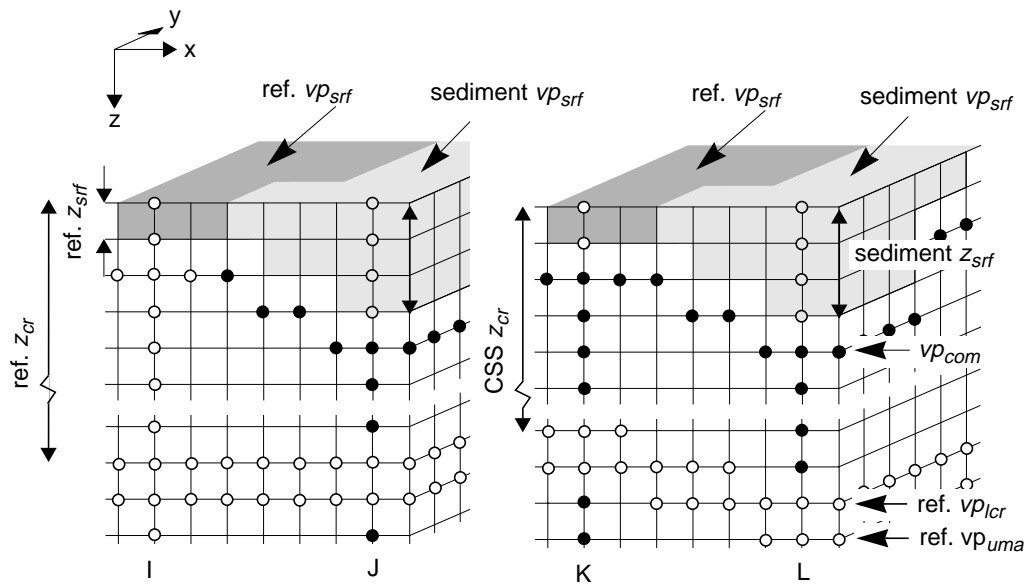 y
x
z
ref. vp_srf
sediment vp_srf
ref. vp_srf
sediment vp_srf
ref. z_srf
ref. z_cr
CSS z_cr
sediment z_srf
vp_com
ref. vp_lcr
ref. vp_uma
I
J
K
L